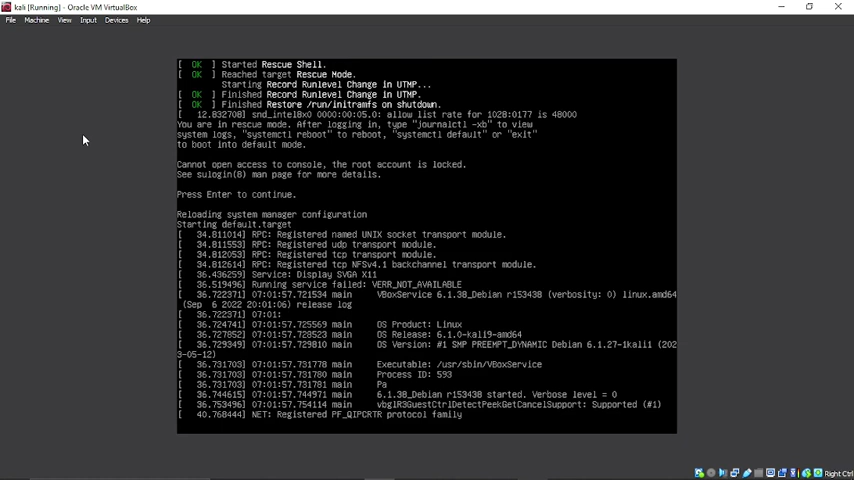 kali [Running] - Oracle VM VirtualBox
File Machine View Input Devices Help
[ OK ] Started Rescue Shell.
[ OK ] Reached target Rescue Mode.
Starting Record Runlevel Change in UTMP...
[ OK ] Finished Record Runlevel Change in UTMP.
[ OK ] Finished Restore /run/initramfs on shutdown.
[ 12.832708] snd_intel8x0 0000:00:05.0: allow list rate for 1028:0177 is 48000
You are in rescue mode. After logging in, type "journalctl -xb" to view
system logs, "systemctl reboot" to reboot, "systemctl default" or "exit"
to boot into default mode.
Cannot open access to console, the root account is locked.
See sulogin(8) man page for more details.
Press Enter to continue.
Reloading system manager configuration
Starting default.target
[ 34.811014] RPC: Registered named UNIX socket transport module.
[ 34.811553] RPC: Registered udp transport module.
[ 34.812053] RPC: Registered tcp transport module.
[ 34.812614] RPC: Registered tcp NFSv4.1 backchannel transport module.
[ 36.436259] Service: Display SVGA X11
[ 36.519496] Running service failed: VERR_NOT_AVAILABLE
[ 36.722371] 07:01:57.721534 main VBoxService 6.1.38_Debian r153438 (verbosity: 0) linux.amd64
(Sep 6 2022 20:01:06) release log
[ 36.722371] 07:01:
[ 36.724741] 07:01:57.725569 main OS Product: Linux
[ 36.727852] 07:01:57.728523 main OS Release: 6.1.0-kali9-amd64
[ 36.729349] 07:01:57.729810 main OS Version: #1 SMP PREEMPT_DYNAMIC Debian 6.1.27-1kali1 (202
3-05-12)
[ 36.731703] 07:01:57.731778 main Executable: /usr/sbin/VBoxService
[ 36.731703] 07:01:57.731780 main Process ID: 593
[ 36.731703] 07:01:57.731781 main Pa
[ 36.744615] 07:01:57.744971 main 6.1.38_Debian r153438 started. Verbose level = 0
[ 36.753496] 07:01:57.754114 main vbglR3GuestCtrlDetectPeekGetCancelSupport: Supported (#1)
[ 40.768444] NET: Registered PF_QIPCRTR protocol family
Right Ctrl